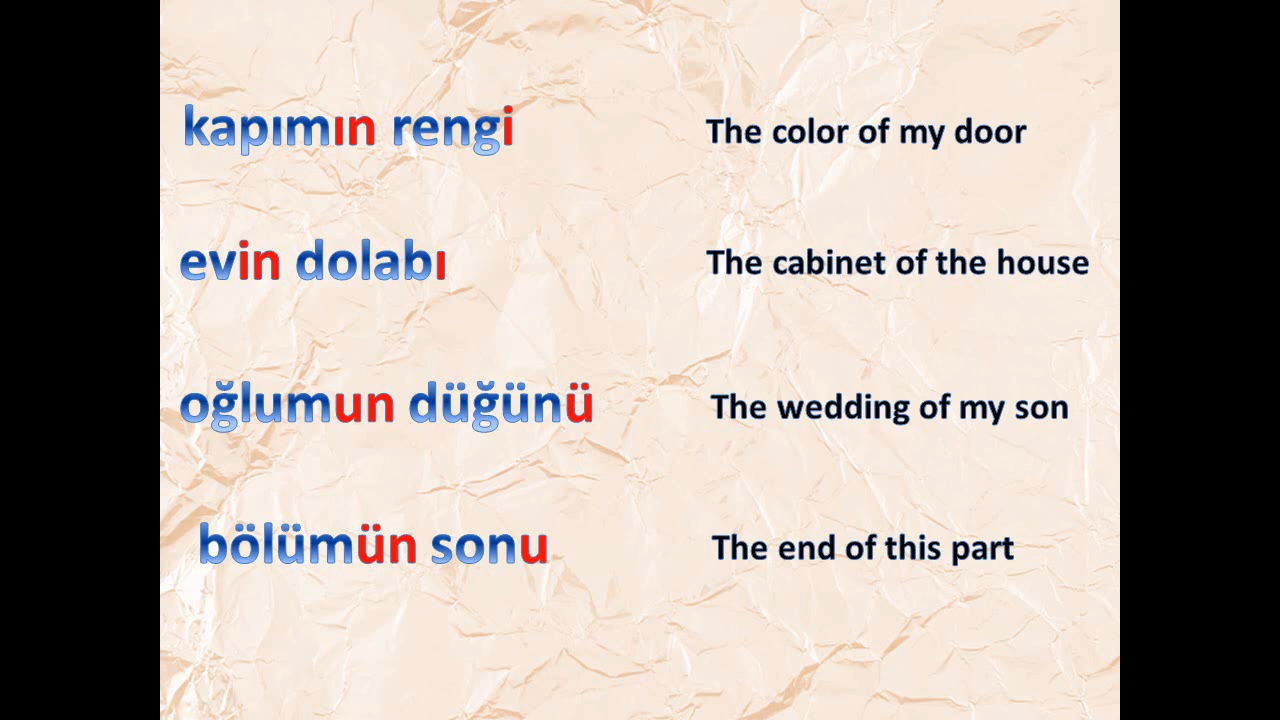 kapımın rengi The color of my door
evin dolabı The cabinet of the house
oğlumun düğünü The wedding of my son
bölümün sonu The end of this part